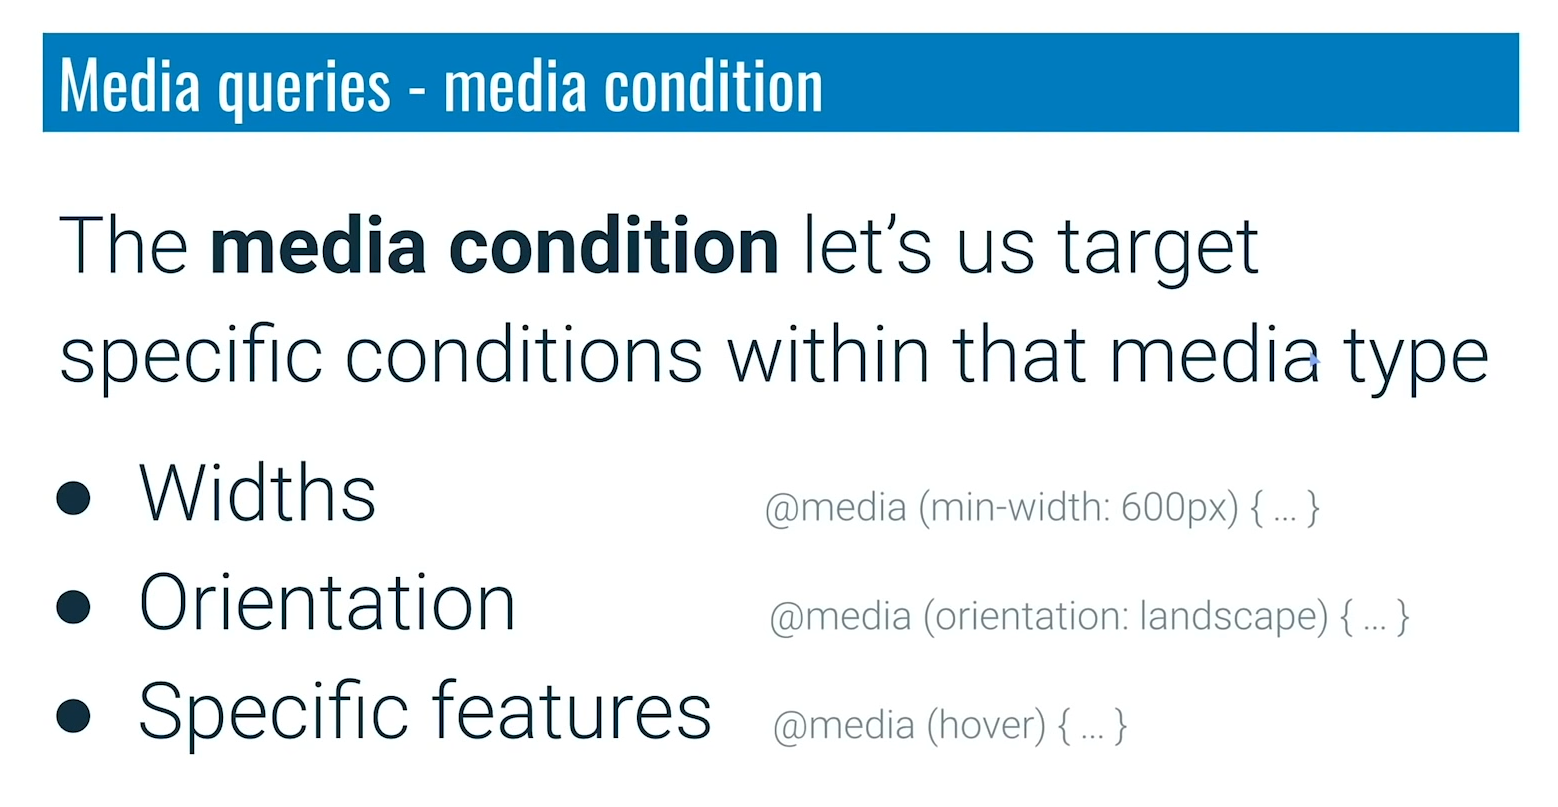 Media queries - media condition
The media condition let’s us target
specific conditions within that media type
● Widths @media (min-width: 600px) { ... }
● Orientation @media (orientation: landscape) { ... }
● Specific features @media (hover) { ... }